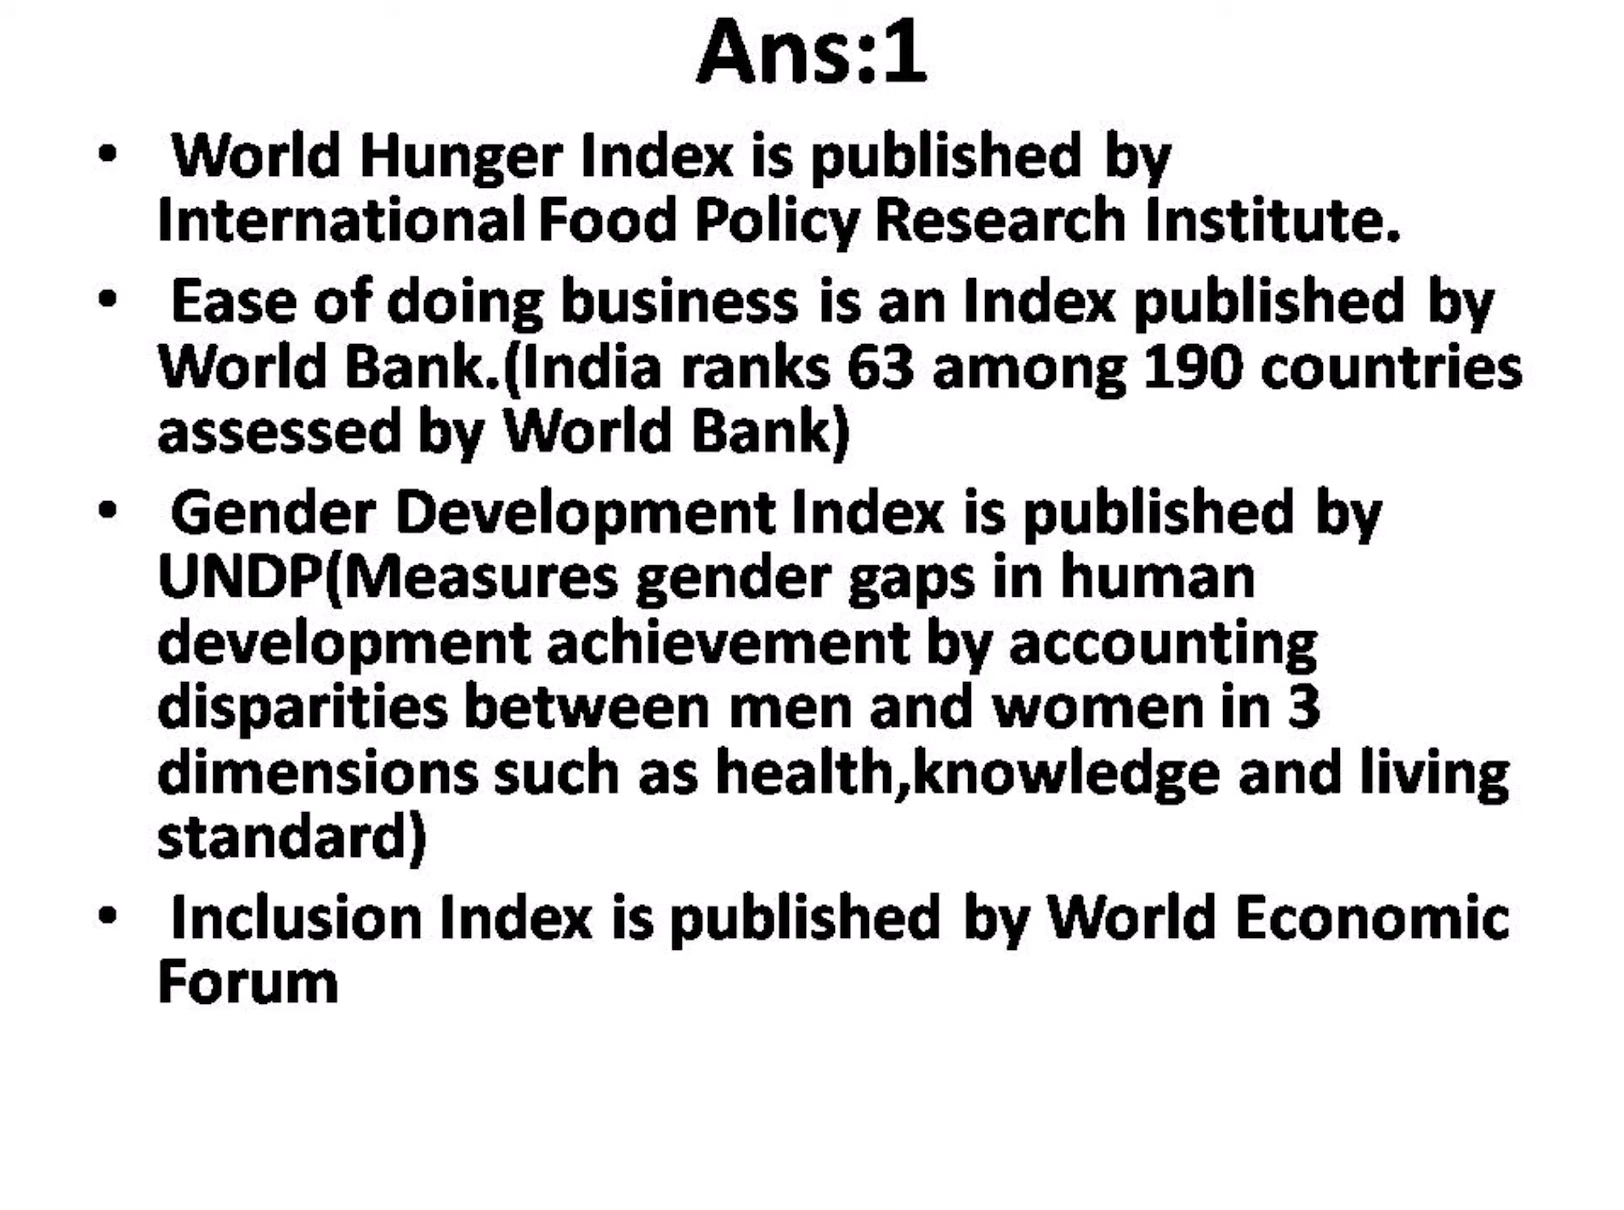 Ans:1
• World Hunger Index is published by
International Food Policy Research Institute.
• Ease of doing business is an Index published by
World Bank.(India ranks 63 among 190 countries
assessed by World Bank)
• Gender Development Index is published by
UNDP(Measures gender gaps in human
development achievement by accounting
disparities between men and women in 3
dimensions such as health,knowledge and living
standard)
• Inclusion Index is published by World Economic
Forum